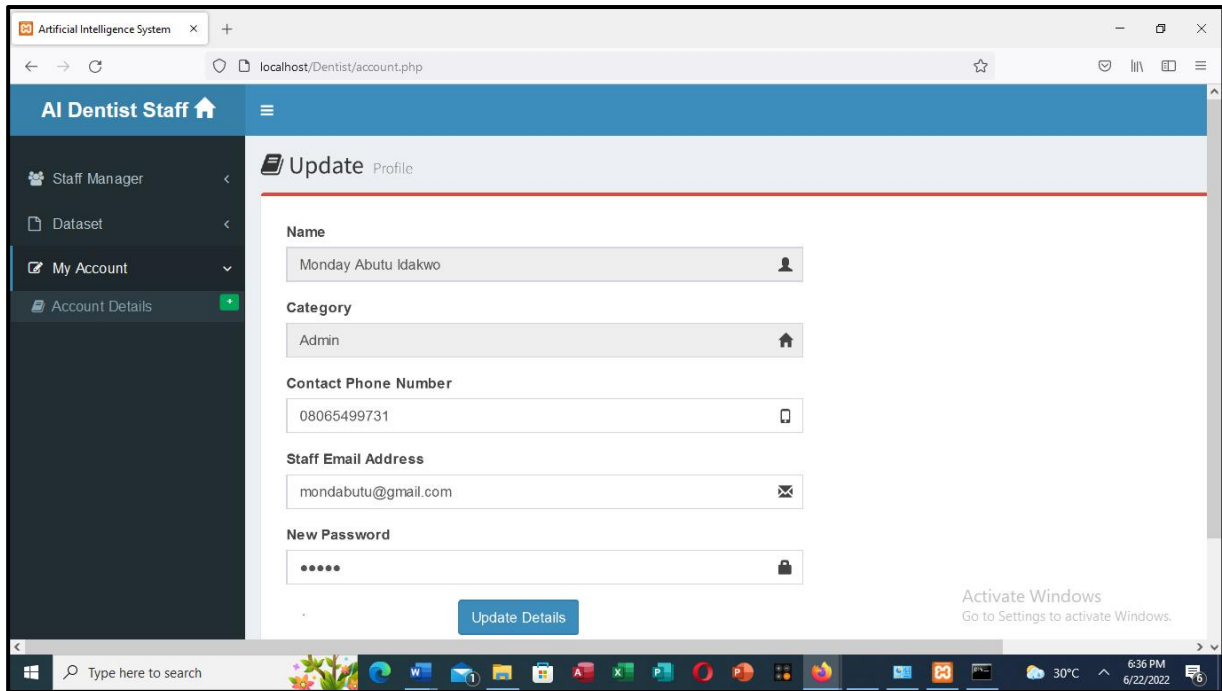 Artificial Intelligence System
localhost/Dentist/account.php
AI Dentist Staff
Update Profile
Staff Manager
Dataset
My Account
Account Details
Name
Monday Abutu Idakwo
Category
Admin
Contact Phone Number
08065499731
Staff Email Address
mondabutu@gmail.com
New Password
•••••
Update Details
Activate Windows
Go to Settings to activate Windows.
Type here to search
30°C
6:36 PM
6/22/2022